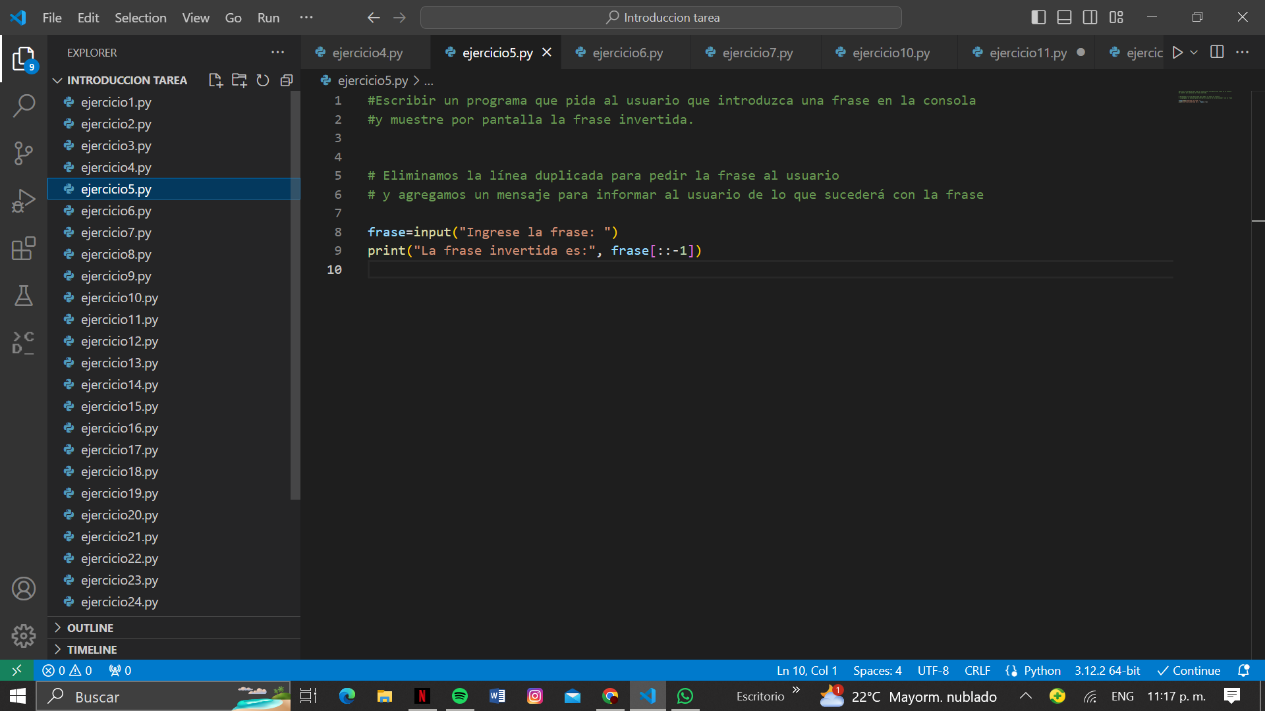 File Edit Selection View Go Run ···
Introduccion tarea
EXPLORER
ejercicio4.py ejercicio5.py ejercicio6.py ejercicio7.py ejercicio10.py ejercicio11.py ejercic
INTRODUCCION TAREA
ejercicio5.py > ...
ejercicio1.py
ejercicio2.py
ejercicio3.py
ejercicio4.py
ejercicio5.py
ejercicio6.py
ejercicio7.py
ejercicio8.py
ejercicio9.py
ejercicio10.py
ejercicio11.py
ejercicio12.py
ejercicio13.py
ejercicio14.py
ejercicio15.py
ejercicio16.py
ejercicio17.py
ejercicio18.py
ejercicio19.py
ejercicio20.py
ejercicio21.py
ejercicio22.py
ejercicio23.py
ejercicio24.py
OUTLINE
TIMELINE
1 #Escribir un programa que pida al usuario que introduzca una frase en la consola
2 #y muestre por pantalla la frase invertida.
3
4
5 # Eliminamos la línea duplicada para pedir la frase al usuario
6 # y agregamos un mensaje para informar al usuario de lo que sucederá con la frase
7
8 frase=input("Ingrese la frase: ")
9 print("La frase invertida es:", frase[::-1])
10
9
C
D_
0 0 0 Ln 10, Col 1 Spaces: 4 UTF-8 CRLF Python 3.12.2 64-bit Continue
Buscar Escritorio » 1 22°C Mayorm. nublado ENG 11:17 p. m.